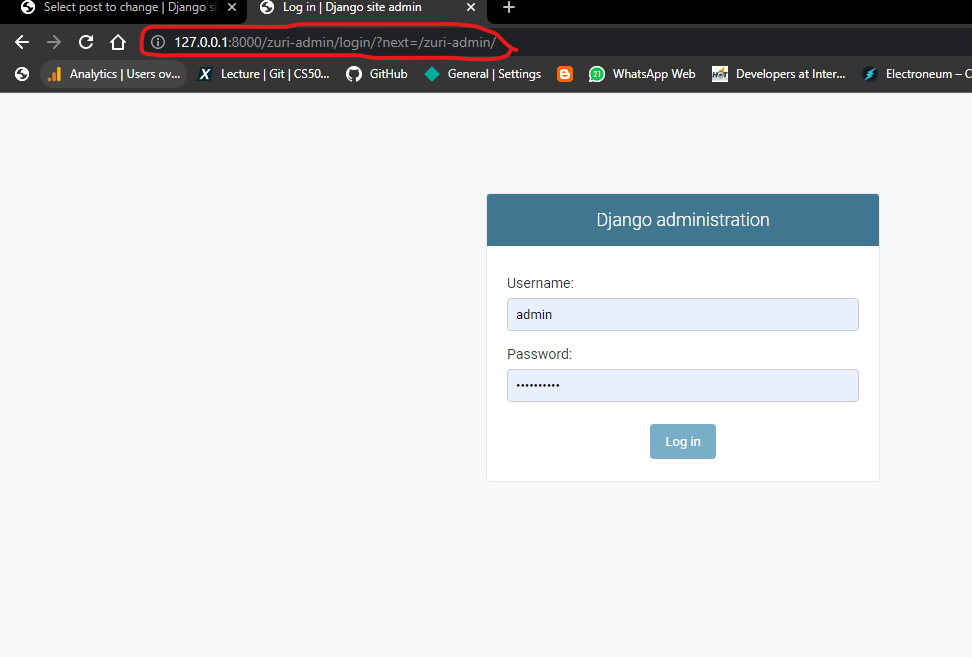 Select post to change | Django si
Log in | Django site admin
127.0.0.1:8000/zuri-admin/login/?next=/zuri-admin/
Analytics | Users ov...
Lecture | Git | CS50...
GitHub
General | Settings
21
WhatsApp Web
HOT
Developers at Inter...
Electroneum – C
Django administration
Username:
admin
Password:
••••••••••
Log in